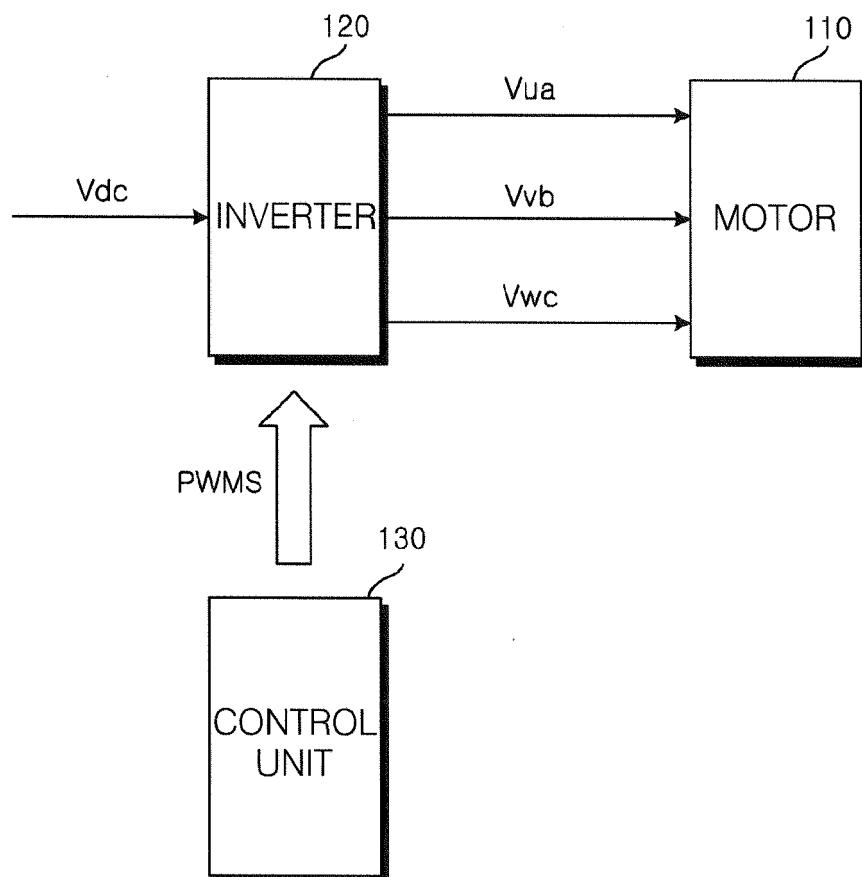 120
110
Vua
Vdc
INVERTER
Vvb
MOTOR
Vwc
PWMS
130
CONTROL
UNIT